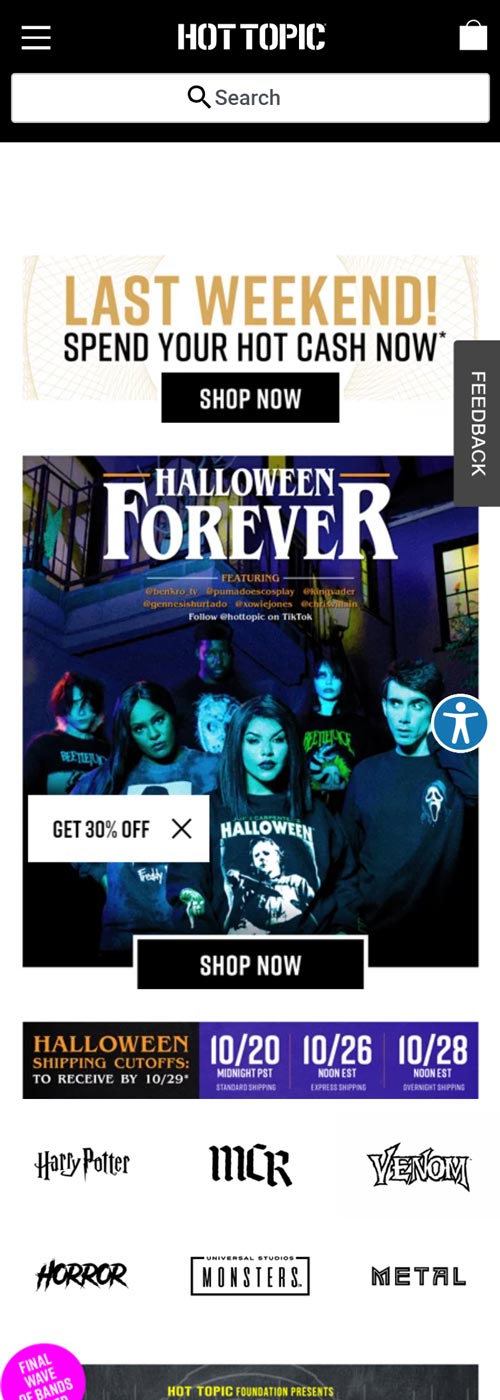 HOT TOPIC
Search
LAST WEEKEND!
SPEND YOUR HOT CASH NOW*
SHOP NOW
FEEDBACK
HALLOWEEN
FOREVER
FEATURING
@benkro_tv @pumadoescosplay @kingvader
@gennesishurtado @xowiejones @chrisvillain
Follow @hottopic on TikTok
BEETLEJUICE
BEETLEJUICE
GET 30% OFF
HALLOWEEN
Freddy
SHOP NOW
HALLOWEEN
SHIPPING CUTOFFS:
TO RECEIVE BY 10/29*
10/20
MIDNIGHT PST
STANDARD SHIPPING
10/26
NOON EST
EXPRESS SHIPPING
10/28
NOON EST
OVERNIGHT SHIPPING
Harry Potter
MCR
VENOM
HORROR
UNIVERSAL STUDIOS
MONSTERS
METAL
FINAL
WAVE
OF BANDS
HOT TOPIC FOUNDATION PRESENTS